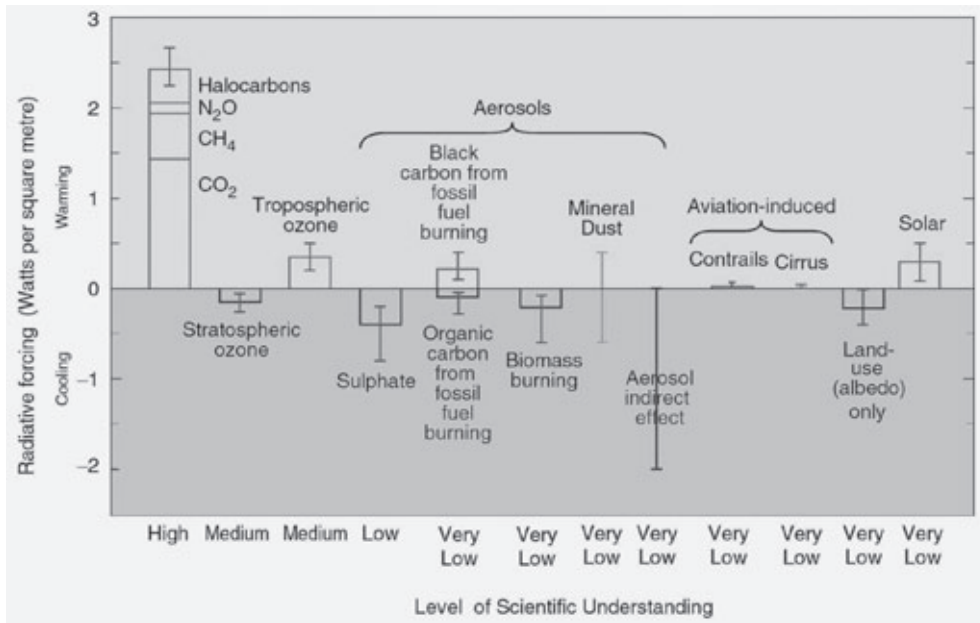 3
2
1
0
−1
−2
Radiative forcing (Watts per square metre)
Warming
Cooling
Halocarbons
N₂O
CH₄
CO₂
Stratospheric
ozone
Tropospheric
ozone
Aerosols
Sulphate
Black
carbon from
fossil
fuel
burning
Organic
carbon
from
fossil
fuel
burning
Biomass
burning
Mineral
Dust
Aerosol
indirect
effect
Aviation-induced
Contrails Cirrus
Land-
use
(albedo)
only
Solar
High Medium Medium Low Very Very Very Very Very Very Very Very
Low Low Low Low Low Low Low Low
Level of Scientific Understanding